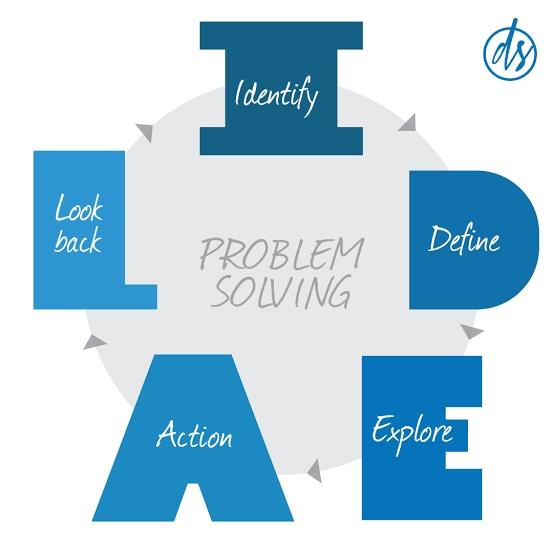 ds
Identify
Define
Explore
Action
Look
back
PROBLEM
SOLVING
I
D
E
A
L